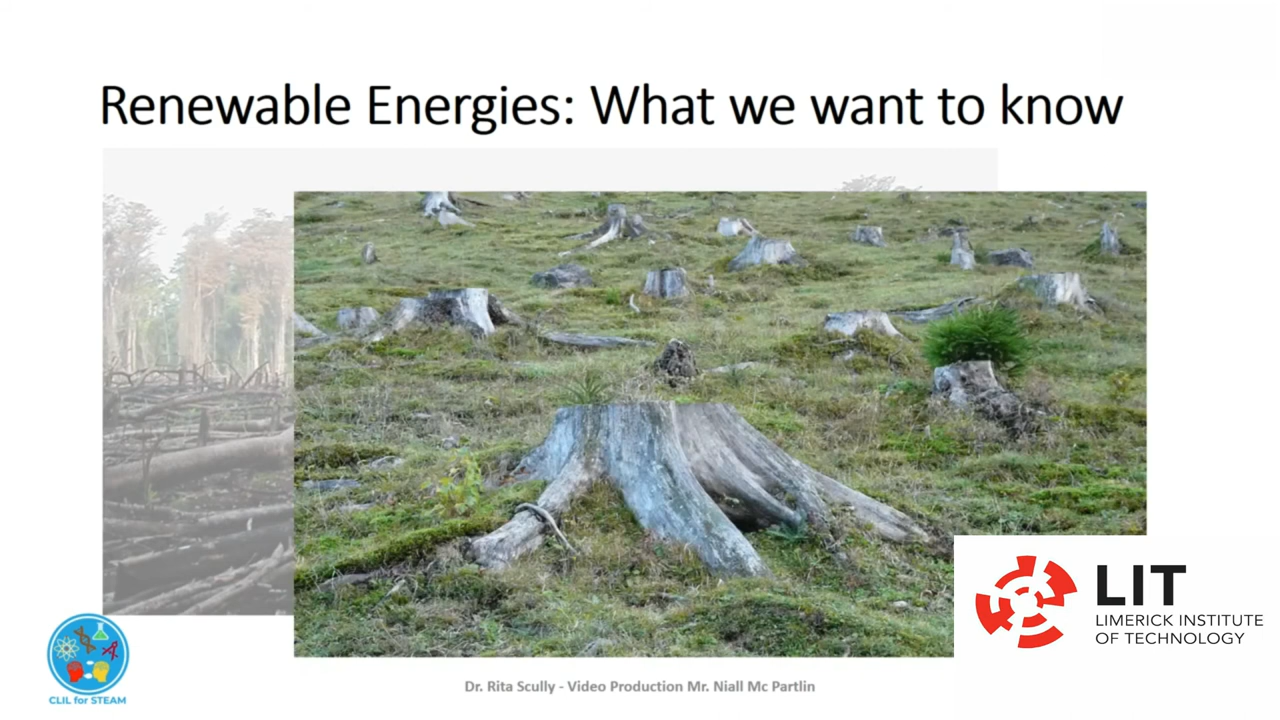 Renewable Energies: What we want to know
LIT
LIMERICK INSTITUTE
OF TECHNOLOGY
CLIL for STEAM
Dr. Rita Scully - Video Production Mr. Niall Mc Partlin